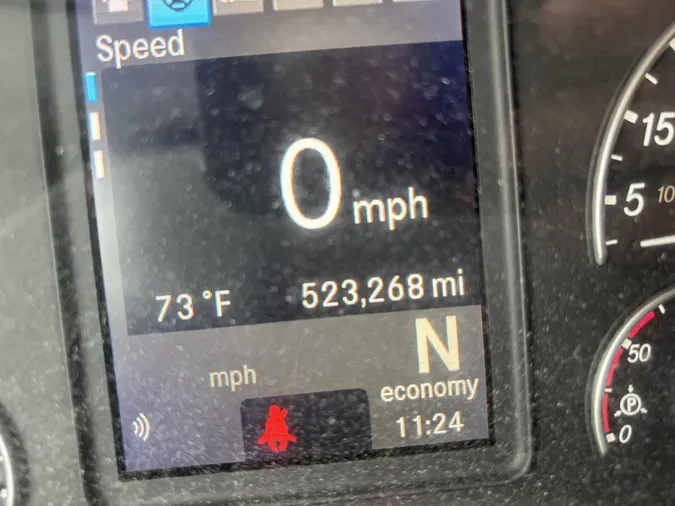 Speed
0 mph
73 °F
523,268 mi
N
mph
economy
11:24
15
5
10
50
P
0